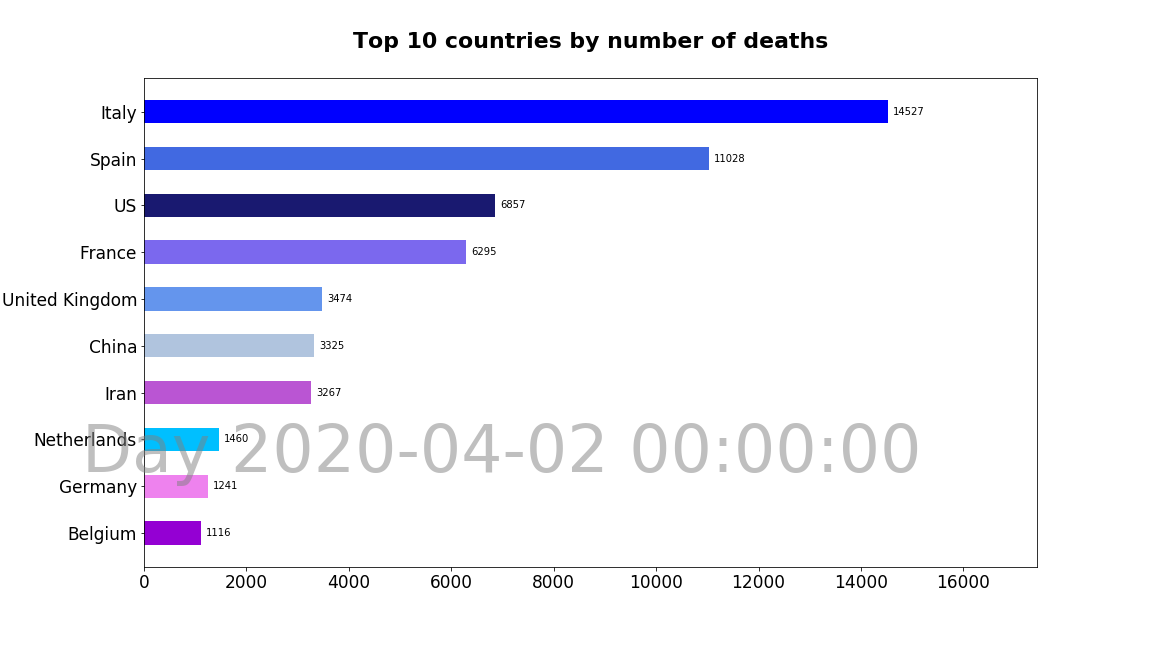 Top 10 countries by number of deaths
Italy 14527
Spain 11028
US 6857
France 6295
United Kingdom 3474
China 3325
Iran 3267
Netherlands 1460
Day 2020-04-02 00:00:00
Germany 1241
Belgium 1116
0 2000 4000 6000 8000 10000 12000 14000 16000